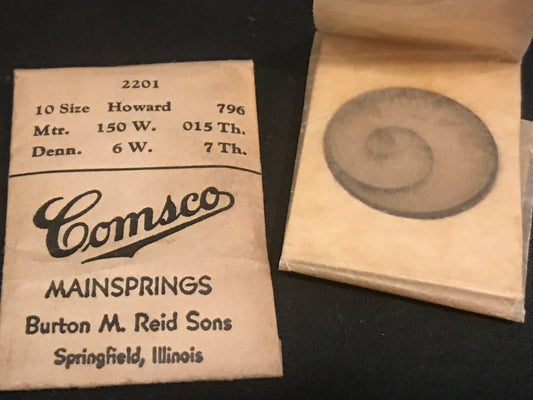 2201
10 Size Howard 796
Mtr. 150 W. 015 Th.
Denn. 6 W. 7 Th.
Comsco
MAINSPRINGS
Burton M. Reid Sons
Springfield, Illinois